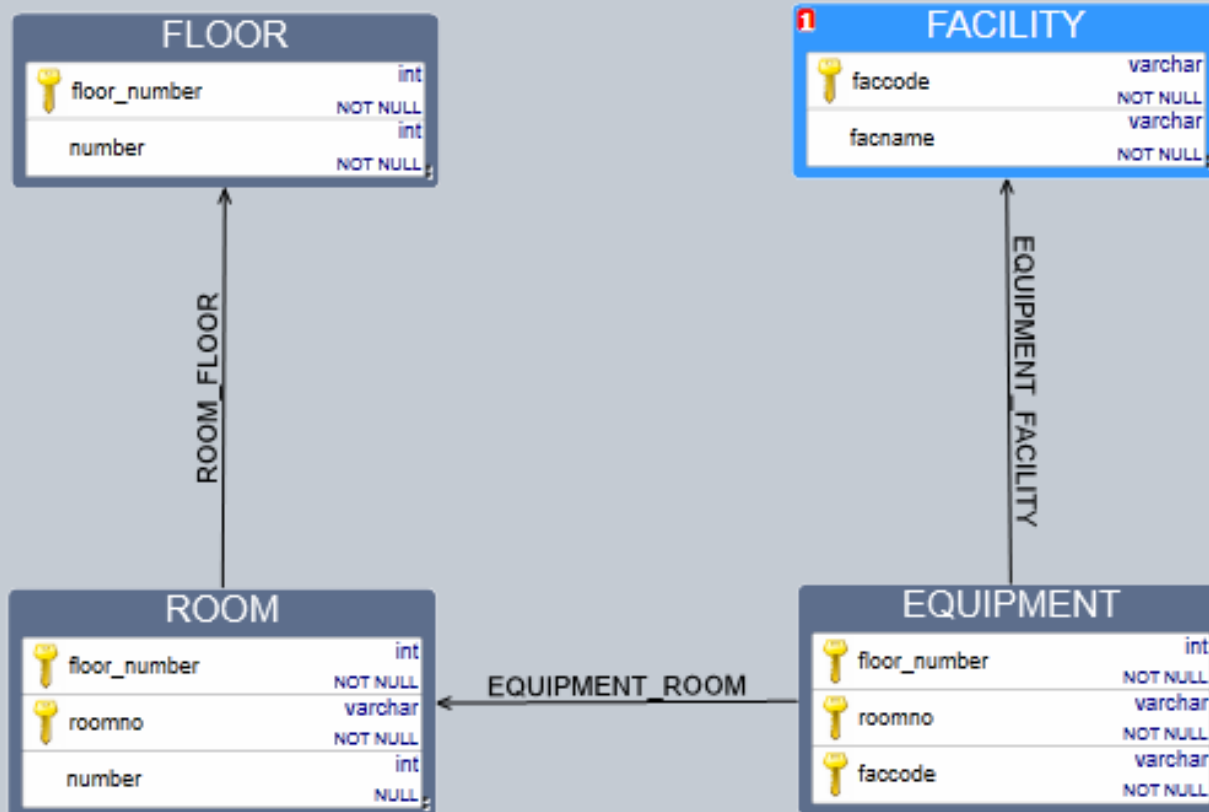 FLOOR
floor_number int NOT NULL
number int NOT NULL
1 FACILITY
faccode varchar NOT NULL
facname varchar NOT NULL
ROOM_FLOOR
EQUIPMENT_FACILITY
ROOM
floor_number int NOT NULL
roomno varchar NOT NULL
number int NULL
EQUIPMENT_ROOM
EQUIPMENT
floor_number int NOT NULL
roomno varchar NOT NULL
faccode varchar NOT NULL